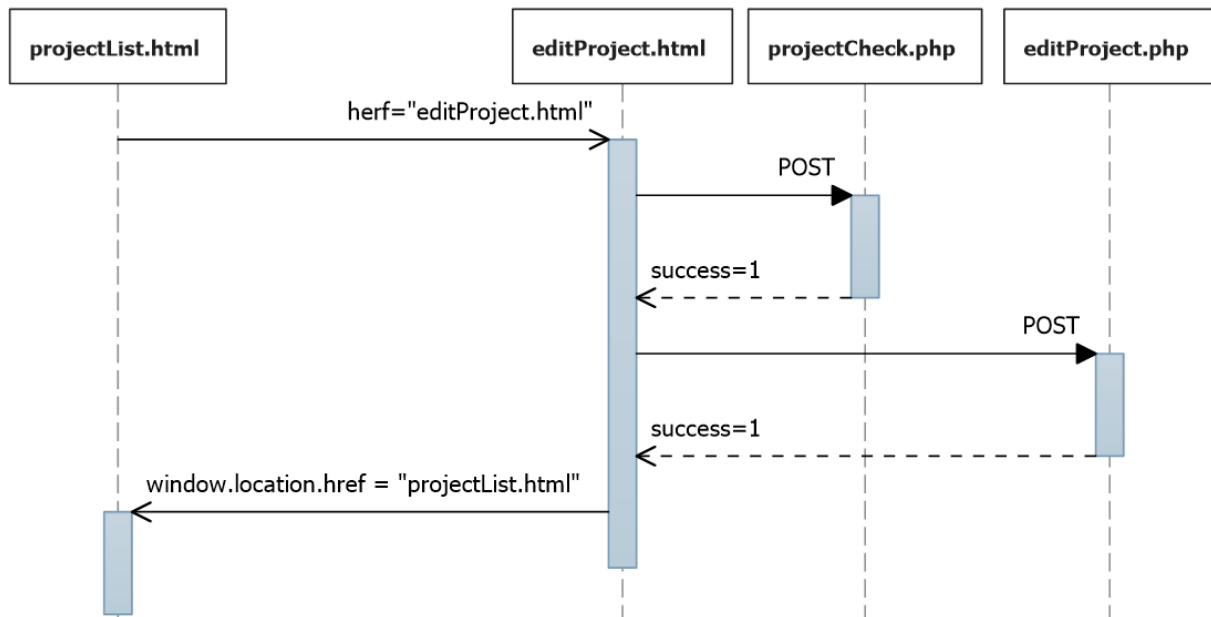 projectList.html
editProject.html
projectCheck.php
editProject.php
herf="editProject.html"
POST
success=1
POST
success=1
window.location.href = "projectList.html"